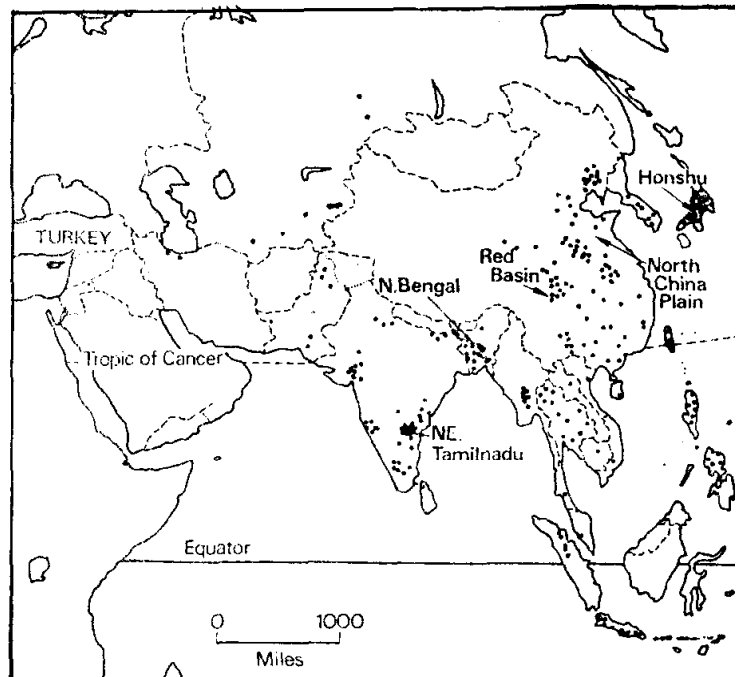 Honshu
TURKEY
Red
Basin
North
China
Plain
N.Bengal
Tropic of Cancer
NE.
Tamilnadu
Equator
0 1000
Miles